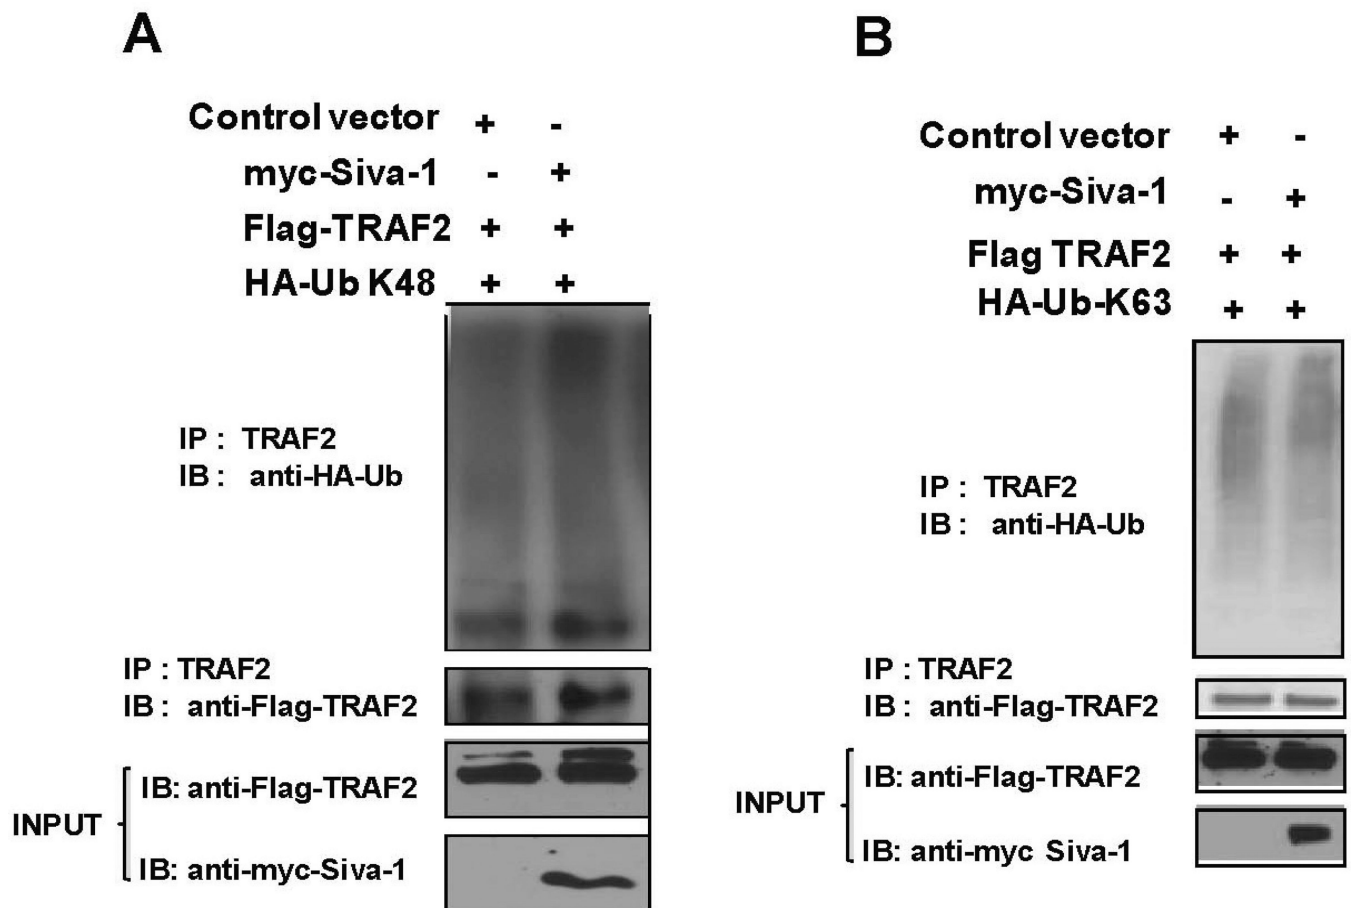 A
Control vector + -
myc-Siva-1 - +
Flag-TRAF2 + +
HA-Ub K48 + +
IP : TRAF2
IB : anti-HA-Ub
IP : TRAF2
IB : anti-Flag-TRAF2
INPUT
IB: anti-Flag-TRAF2
IB: anti-myc-Siva-1
B
Control vector + -
myc-Siva-1 - +
Flag TRAF2 + +
HA-Ub-K63 + +
IP : TRAF2
IB : anti-HA-Ub
IP : TRAF2
IB : anti-Flag-TRAF2
INPUT
IB: anti-Flag-TRAF2
IB: anti-myc Siva-1